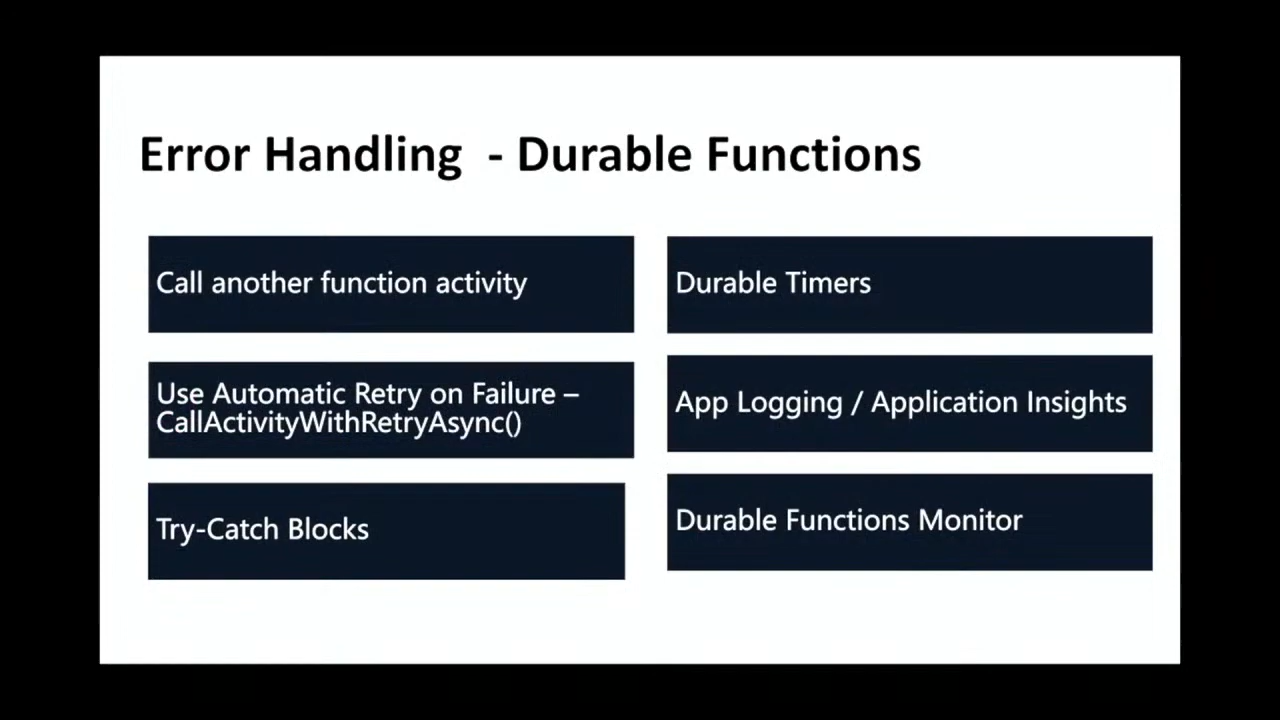 Error Handling  - Durable Functions
Call another function activity
Use Automatic Retry on Failure –
CallActivityWithRetryAsync()
Try-Catch Blocks
Durable Timers
App Logging / Application Insights
Durable Functions Monitor